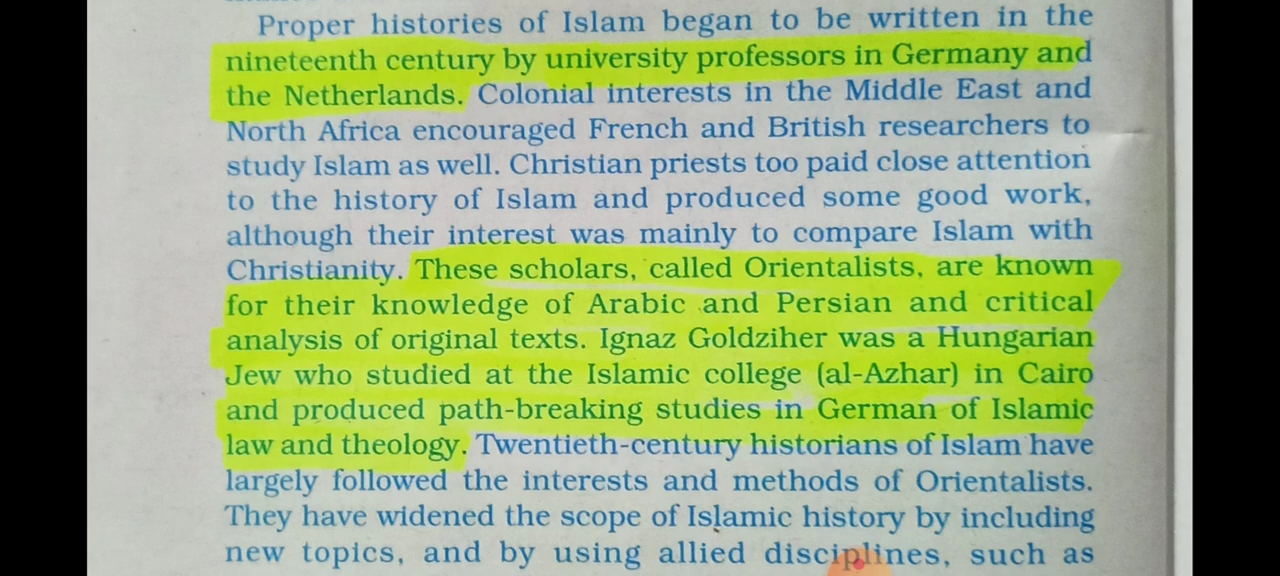 Proper histories of Islam began to be written in the
nineteenth century by university professors in Germany and
the Netherlands. Colonial interests in the Middle East and
North Africa encouraged French and British researchers to
study Islam as well. Christian priests too paid close attention
to the history of Islam and produced some good work,
although their interest was mainly to compare Islam with
Christianity. These scholars, called Orientalists, are known
for their knowledge of Arabic and Persian and critical
analysis of original texts. Ignaz Goldziher was a Hungarian
Jew who studied at the Islamic college (al-Azhar) in Cairo
and produced path-breaking studies in German of Islamic
law and theology. Twentieth-century historians of Islam have
largely followed the interests and methods of Orientalists.
They have widened the scope of Islamic history by including
new topics, and by using allied disciplines, such as